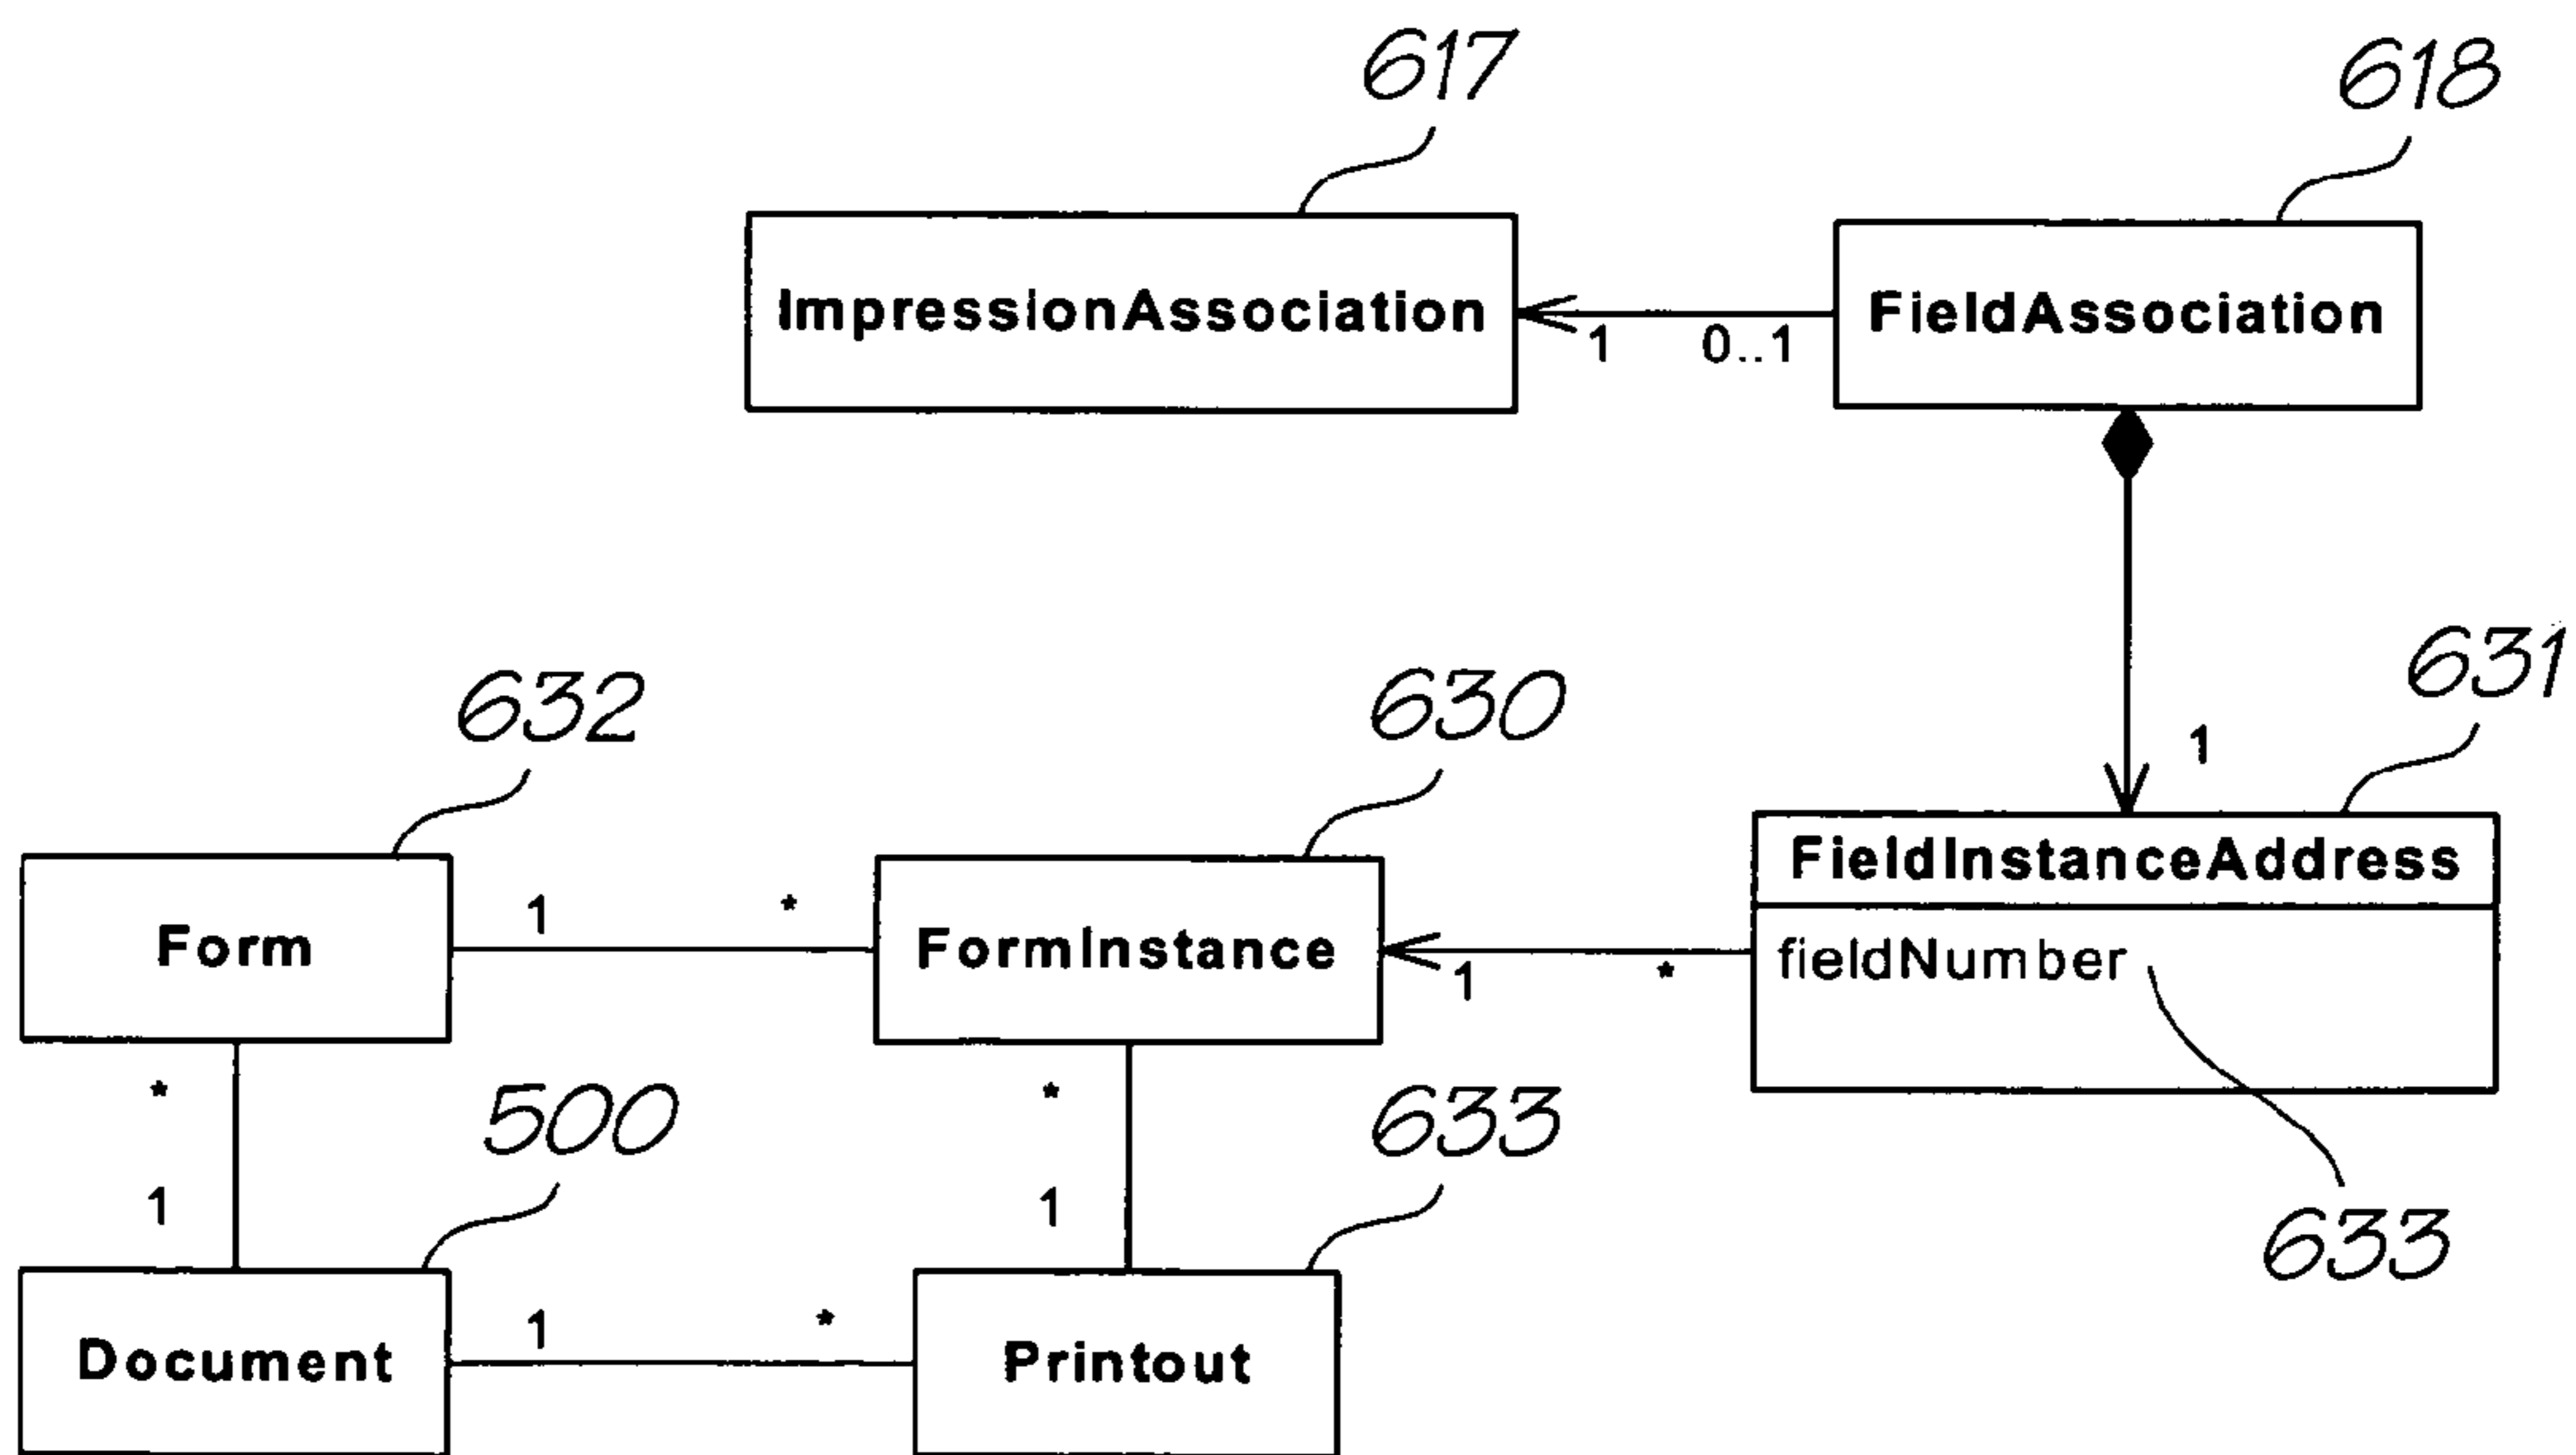 617
618
ImpressionAssociation
FieldAssociation
1 0..1
632
630
631
1
FieldInstanceAddress
Form
1 *
FormInstance
fieldNumber
1 *
* *
500
633
1 1
633
Document
1 *
Printout